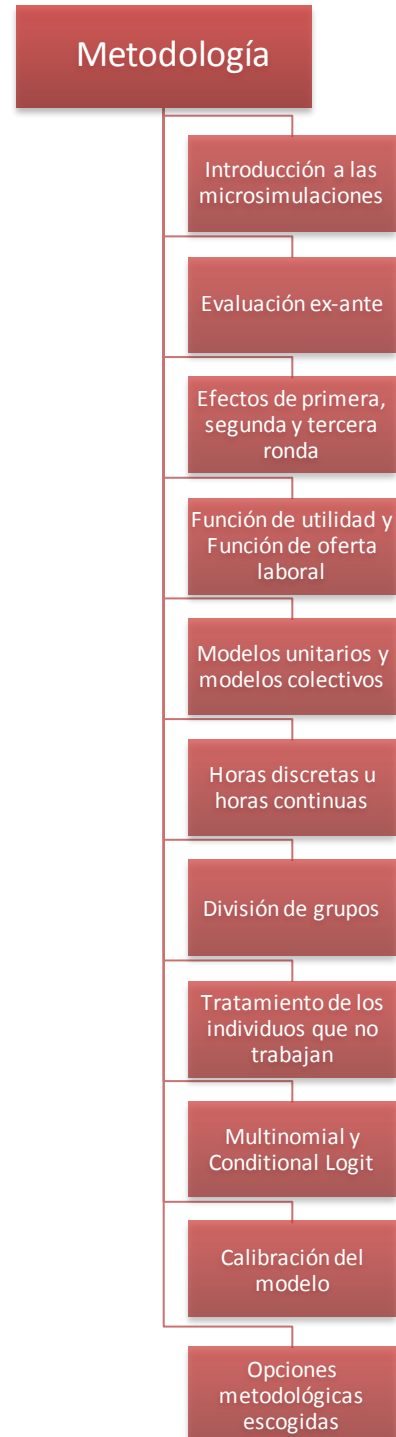 Metodología
Introducción a las
microsimulaciones
Evaluación ex-ante
Efectos de primera,
segunda y tercera
ronda
Función de utilidad y
Función de oferta
laboral
Modelos unitarios y
modelos colectivos
Horas discretas u
horas continuas
División de grupos
Tratamiento de los
individuos que no
trabajan
Multinomial y
Conditional Logit
Calibración del
modelo
Opciones
metodológicas
escogidas